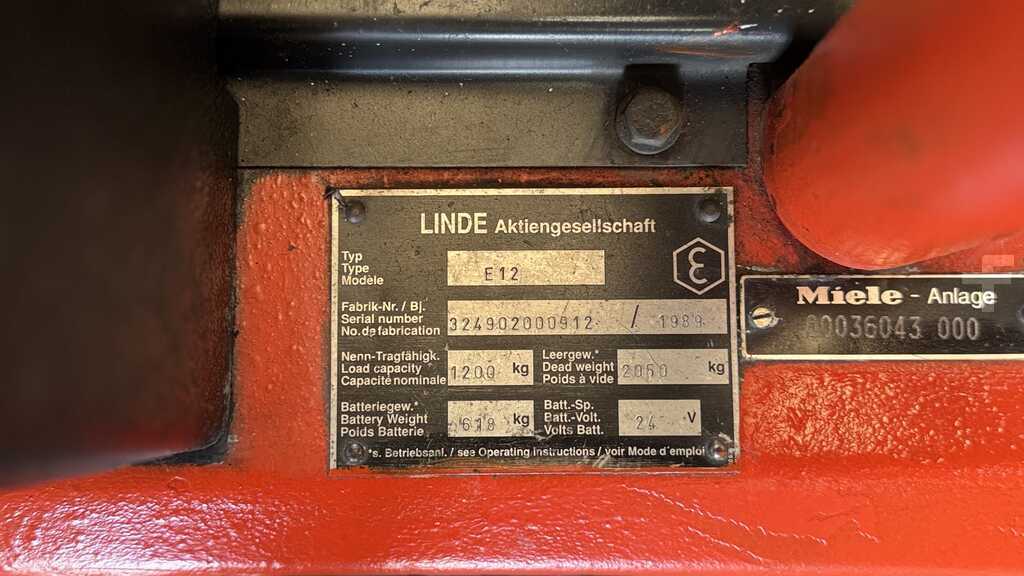 LINDE Aktiengesellschaft
Typ
Type
Modèle
E12
Fabrik-Nr. / Bj.
Serial number
No. de fabrication
324902000912 / 1989
Nenn-Tragfähigk.
Load capacity
Capacité nominale
1200 kg
Leergew.*
Dead weight
Poids à vide
2060 kg
Batteriegew.*
Battery Weight
Poids Batterie
618 kg
Batt.-Sp.
Batt.-Volt.
Volts Batt.
24 V
*s. Betriebsanl. / see Operating instructions / voir Mode d'emploi
Miele - Anlage
00036043 000